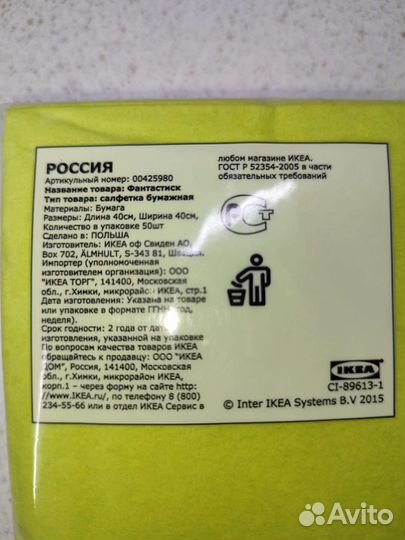 РОССИЯ
Артикульный номер: 00425980
Название товара: Фантастиск
Тип товара: салфетка бумажная
Материалы: Бумага
Размеры: Длина 40см, Ширина 40см,
Количество в упаковке 50шт
Сделано в: ПОЛЬША
Изготовитель: ИКЕА оф Свиден АО,
Box 702, ÄLMHULT, S-343 81, Швеция.
Импортер (уполномоченная
изготовителем организация): ООО
"ИКЕА ТОРГ", 141400, Московская
обл., г.Химки, микрорайон ИКЕА, стр.1
Дата изготовления: Указана на товаре
или упаковке в формате ГГНН (год,
неделя).
Срок годности: 2 года от даты
изготовления, указанной на упаковке
По вопросам качества товаров ИКЕА
обращайтесь к продавцу: ООО "ИКЕА
ДОМ", Россия, 141400, Московская
обл., г.Химки, микрорайон ИКЕА,
корп.1 – через форму на сайте http:
//www.IKEA.ru/, по телефону 8 (800)
234-55-66 или в отдел ИКЕА Сервис в
любом магазине ИКЕА.
ГОСТ Р 52354-2005 в части
обязательных требований
IKEA
CI-89613-1
© Inter IKEA Systems B.V 2015
Avito